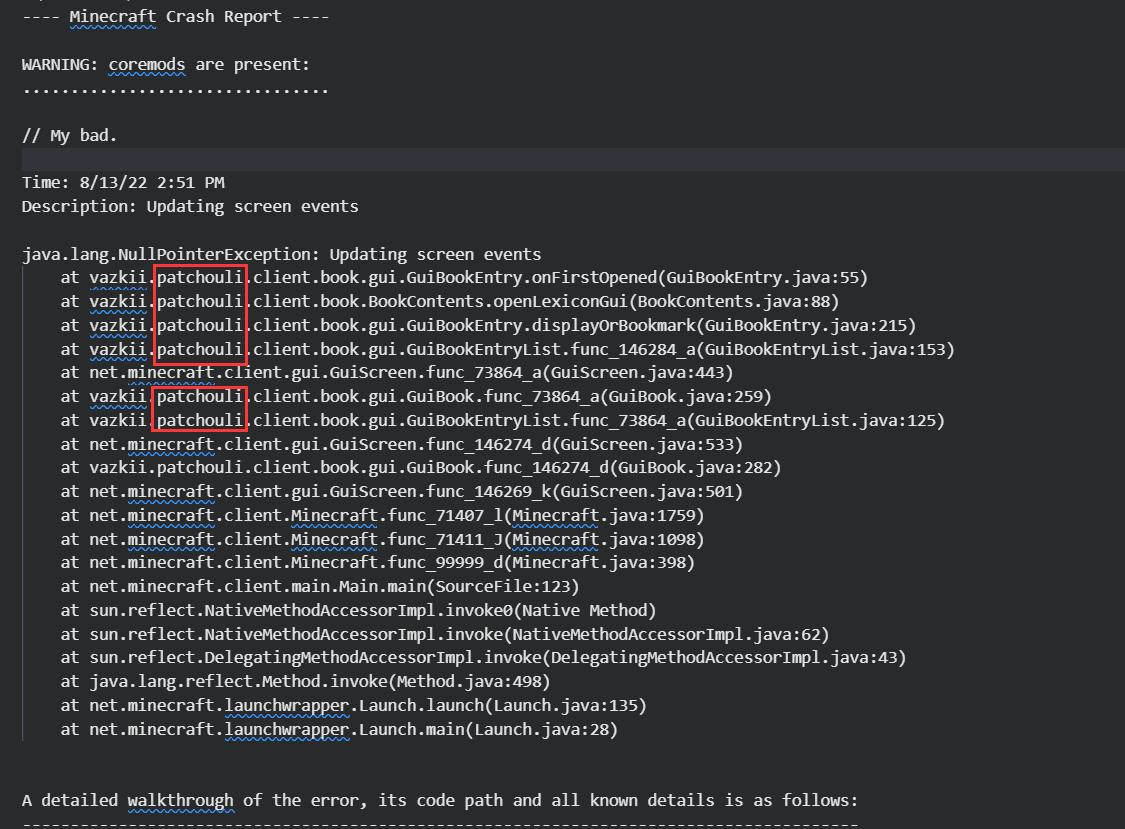 ---- Minecraft Crash Report ----
WARNING: coremods are present:
................................
// My bad.
Time: 8/13/22 2:51 PM
Description: Updating screen events
java.lang.NullPointerException: Updating screen events
at vazkii.patchouli.client.book.gui.GuiBookEntry.onFirstOpened(GuiBookEntry.java:55)
at vazkii.patchouli.client.book.BookContents.openLexiconGui(BookContents.java:88)
at vazkii.patchouli.client.book.gui.GuiBookEntry.displayOrBookmark(GuiBookEntry.java:215)
at vazkii.patchouli.client.book.gui.GuiBookEntryList.func_146284_a(GuiBookEntryList.java:153)
at net.minecraft.client.gui.GuiScreen.func_73864_a(GuiScreen.java:443)
at vazkii.patchouli.client.book.gui.GuiBook.func_73864_a(GuiBook.java:259)
at vazkii.patchouli.client.book.gui.GuiBookEntryList.func_73864_a(GuiBookEntryList.java:125)
at net.minecraft.client.gui.GuiScreen.func_146274_d(GuiScreen.java:533)
at vazkii.patchouli.client.book.gui.GuiBook.func_146274_d(GuiBook.java:282)
at net.minecraft.client.gui.GuiScreen.func_146269_k(GuiScreen.java:501)
at net.minecraft.client.Minecraft.func_71407_l(Minecraft.java:1759)
at net.minecraft.client.Minecraft.func_71411_J(Minecraft.java:1098)
at net.minecraft.client.Minecraft.func_99999_d(Minecraft.java:398)
at net.minecraft.client.main.Main.main(SourceFile:123)
at sun.reflect.NativeMethodAccessorImpl.invoke0(Native Method)
at sun.reflect.NativeMethodAccessorImpl.invoke(NativeMethodAccessorImpl.java:62)
at sun.reflect.DelegatingMethodAccessorImpl.invoke(DelegatingMethodAccessorImpl.java:43)
at java.lang.reflect.Method.invoke(Method.java:498)
at net.minecraft.launchwrapper.Launch.launch(Launch.java:135)
at net.minecraft.launchwrapper.Launch.main(Launch.java:28)
A detailed walkthrough of the error, its code path and all known details is as follows:
---------------------------------------------------------------------------------------